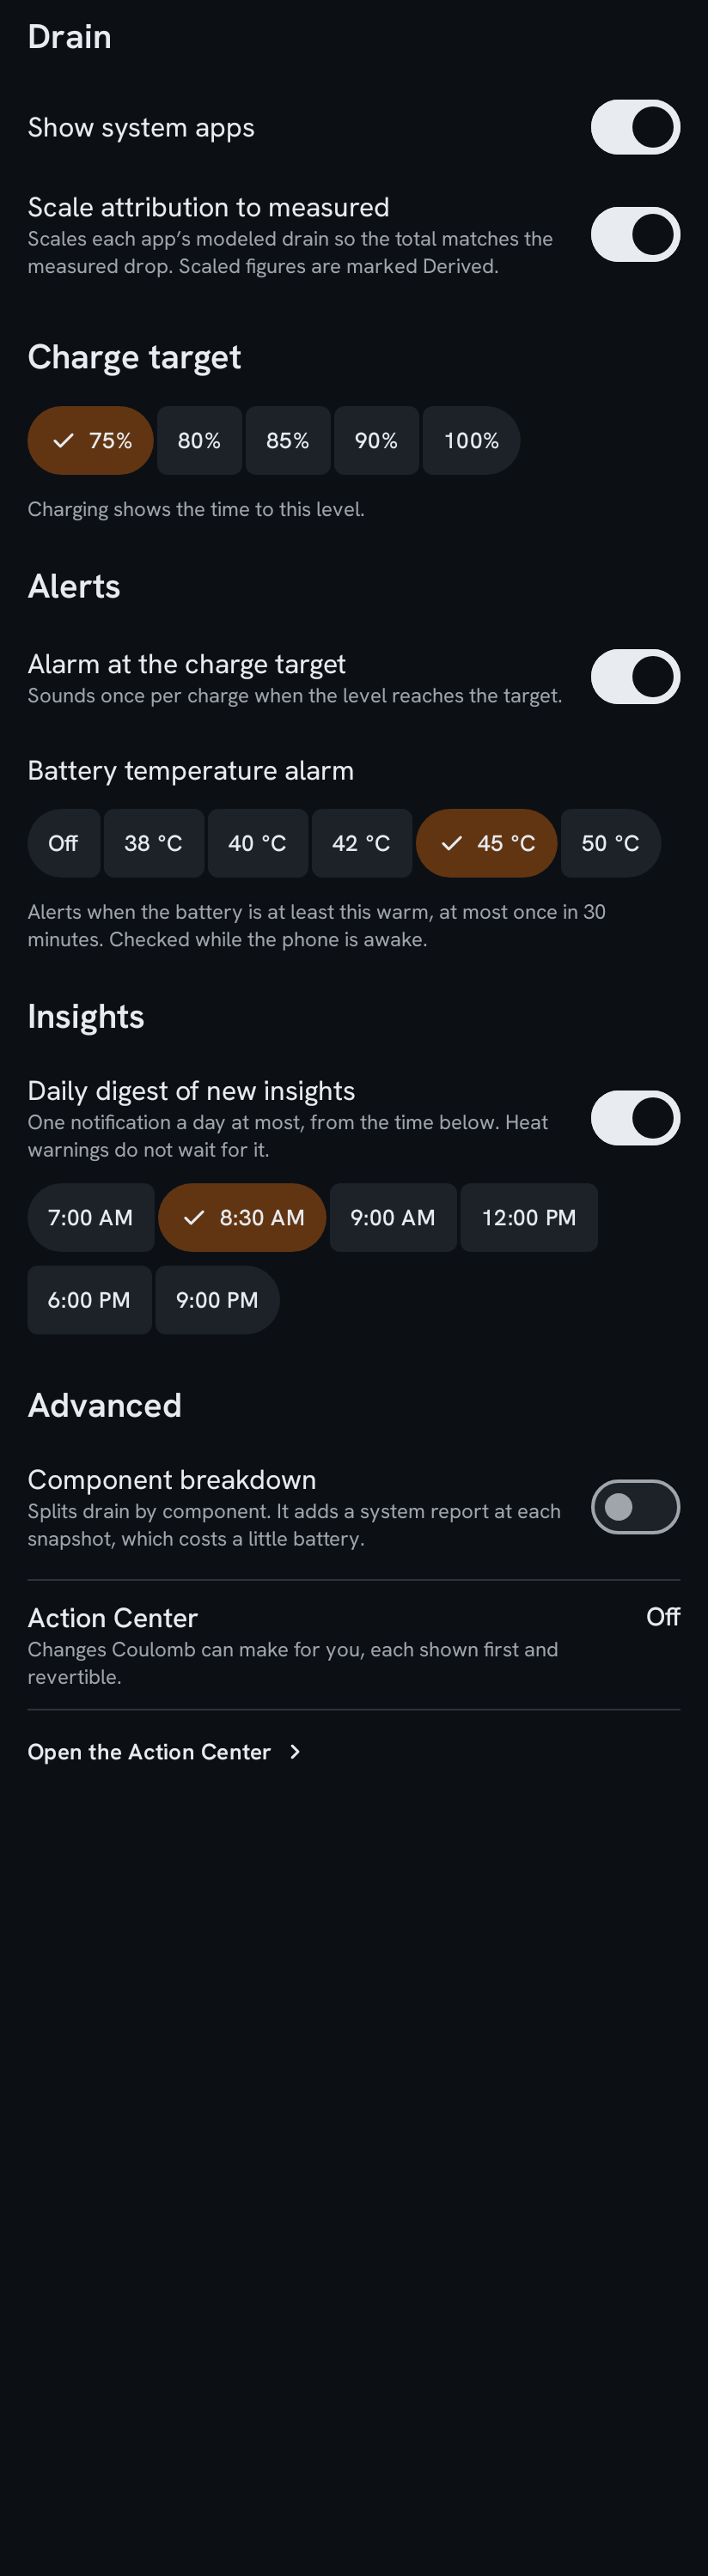 Drain
Show system apps
Scale attribution to measured
Scales each app’s modeled drain so the total matches the
measured drop. Scaled figures are marked Derived.
Charge target
75% 80% 85% 90% 100%
Charging shows the time to this level.
Alerts
Alarm at the charge target
Sounds once per charge when the level reaches the target.
Battery temperature alarm
Off 38 °C 40 °C 42 °C 45 °C 50 °C
Alerts when the battery is at least this warm, at most once in 30
minutes. Checked while the phone is awake.
Insights
Daily digest of new insights
One notification a day at most, from the time below. Heat
warnings do not wait for it.
7:00 AM 8:30 AM 9:00 AM 12:00 PM
6:00 PM 9:00 PM
Advanced
Component breakdown
Splits drain by component. It adds a system report at each
snapshot, which costs a little battery.
Action Center Off
Changes Coulomb can make for you, each shown first and
revertible.
Open the Action Center